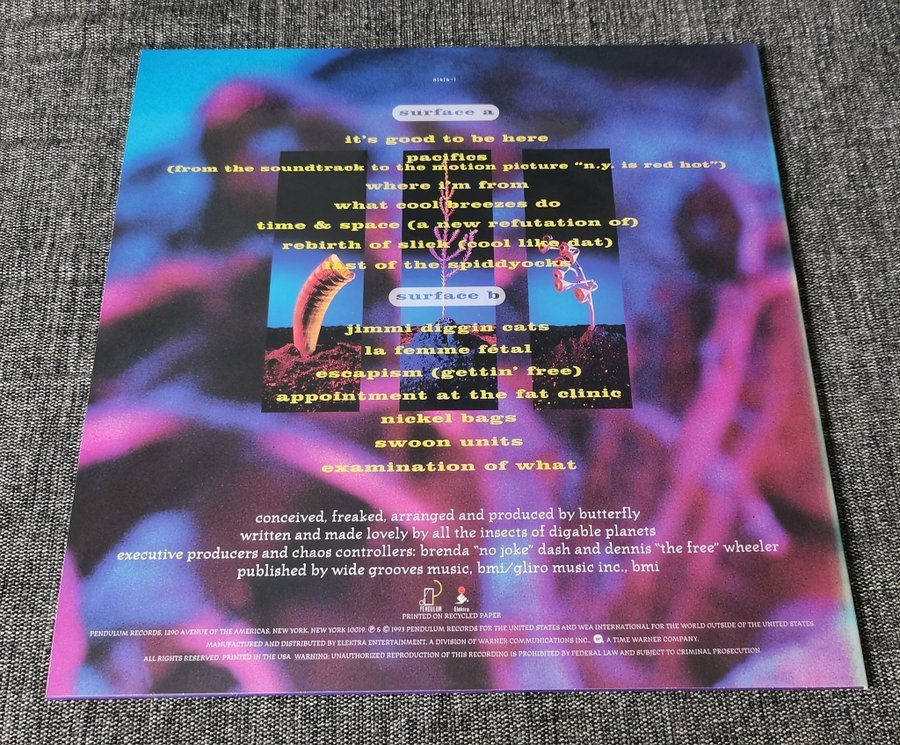 surface a
it's good to be here
pacifics
(from the soundtrack to the motion picture "n.y. is red hot")
where i'm from
what cool breezes do
time & space (a new refutation of)
rebirth of slick (cool like dat)
last of the spiddyocks
surface b
jimmi diggin cats
la femme fétal
escapism (gettin' free)
appointment at the fat clinic
nickel bags
swoon units
examination of what
conceived, freaked, arranged and produced by butterfly
written and made lovely by all the insects of digable planets
executive producers and chaos controllers: brenda "no joke" dash and dennis "the free" wheeler
published by wide grooves music, bmi/gliro music inc., bmi
PENDULUM
Elektra
PRINTED ON RECYCLED PAPER
PENDULUM RECORDS, 1290 AVENUE OF THE AMERICAS, NEW YORK, NEW YORK 10019. ℗ & © 1993 PENDULUM RECORDS FOR THE UNITED STATES AND WEA INTERNATIONAL FOR THE WORLD OUTSIDE OF THE UNITED STATES.
MANUFACTURED AND DISTRIBUTED BY ELEKTRA ENTERTAINMENT, A DIVISION OF WARNER COMMUNICATIONS INC., A TIME WARNER COMPANY.
ALL RIGHTS RESERVED. PRINTED IN THE USA WARNING: UNAUTHORIZED REPRODUCTION OF THIS RECORDING IS PROHIBITED BY FEDERAL LAW AND SUBJECT TO CRIMINAL PROSECUTION.